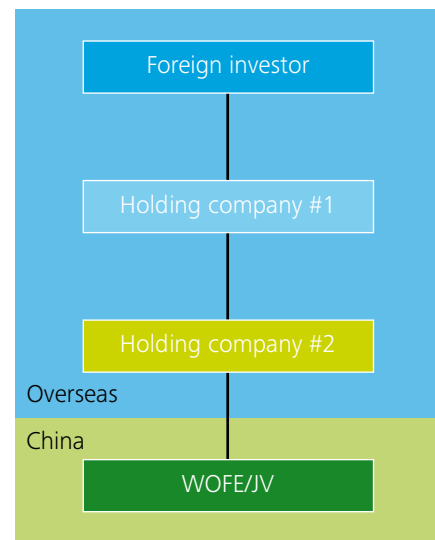 Foreign investor
Holding company #1
Holding company #2
Overseas
China
WOFE/JV